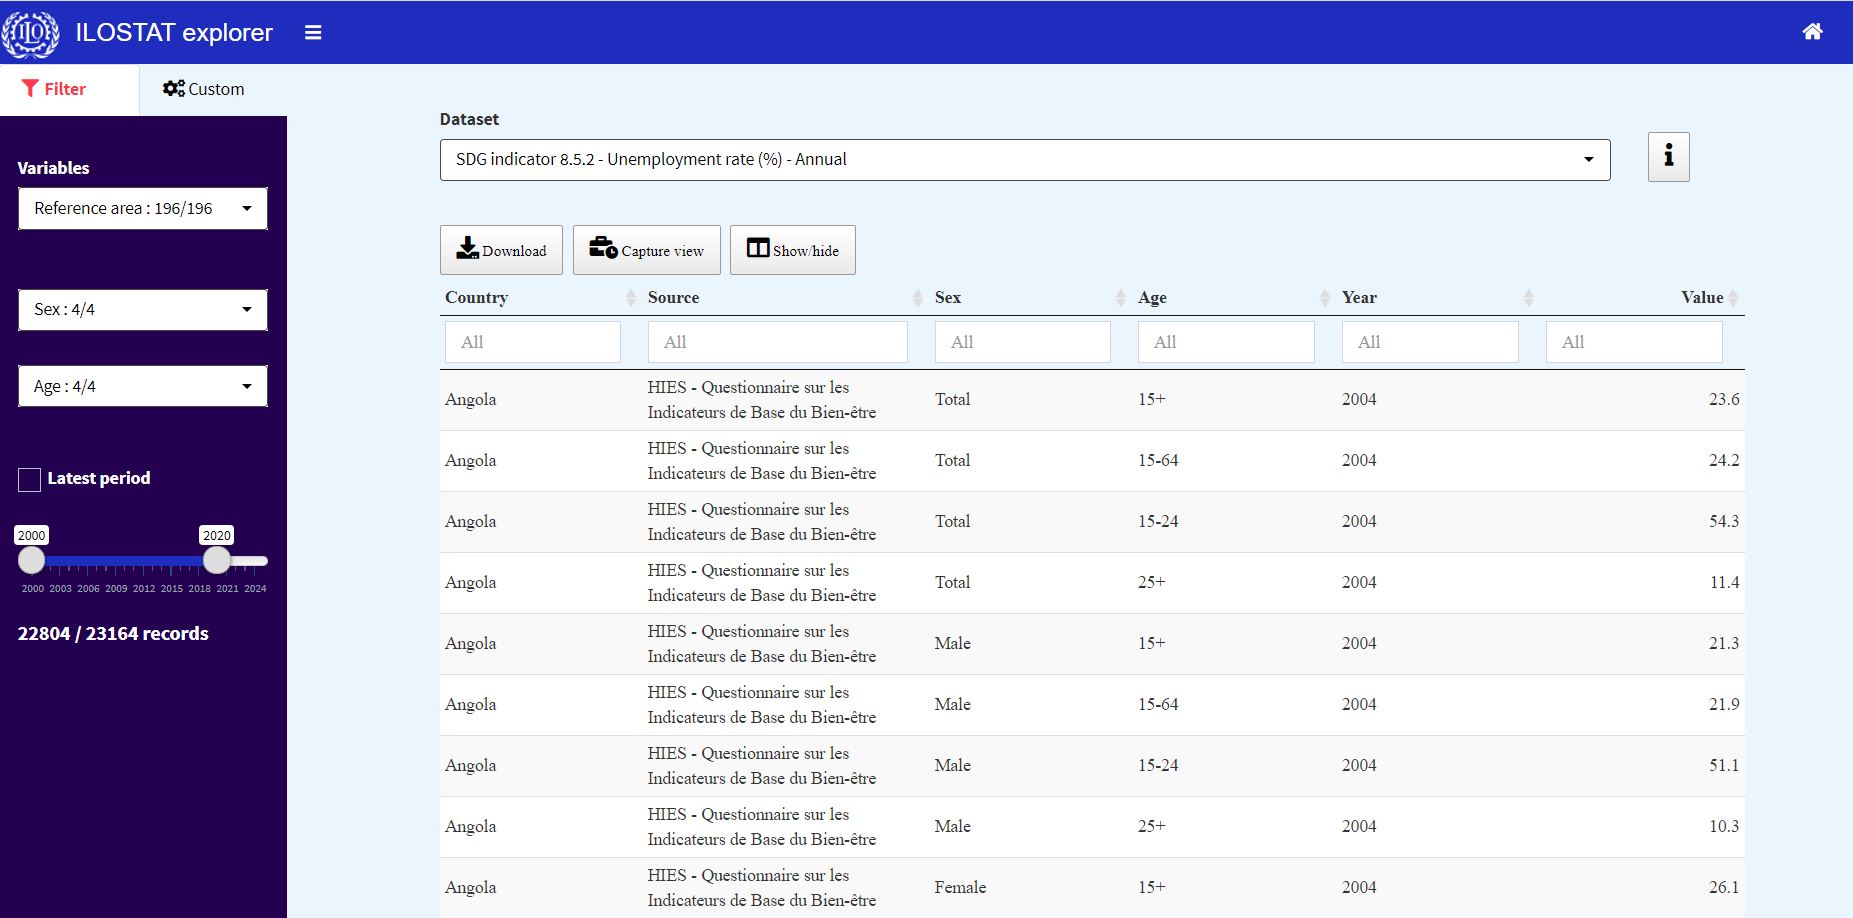 ILO
ILOSTAT explorer
Filter
Custom
Variables
Reference area : 196/196
Sex : 4/4
Age : 4/4
Latest period
2000 2020
2000 2003 2006 2009 2012 2015 2018 2021 2024
22804 / 23164 records
Dataset
SDG indicator 8.5.2 - Unemployment rate (%) - Annual
i
Download Capture view Show/hide
Country Source Sex Age Year Value
All All All All All All
Angola HIES - Questionnaire sur les Indicateurs de Base du Bien-être Total 15+ 2004 23.6
Angola HIES - Questionnaire sur les Indicateurs de Base du Bien-être Total 15-64 2004 24.2
Angola HIES - Questionnaire sur les Indicateurs de Base du Bien-être Total 15-24 2004 54.3
Angola HIES - Questionnaire sur les Indicateurs de Base du Bien-être Total 25+ 2004 11.4
Angola HIES - Questionnaire sur les Indicateurs de Base du Bien-être Male 15+ 2004 21.3
Angola HIES - Questionnaire sur les Indicateurs de Base du Bien-être Male 15-64 2004 21.9
Angola HIES - Questionnaire sur les Indicateurs de Base du Bien-être Male 15-24 2004 51.1
Angola HIES - Questionnaire sur les Indicateurs de Base du Bien-être Male 25+ 2004 10.3
Angola HIES - Questionnaire sur les Indicateurs de Base du Bien-être Female 15+ 2004 26.1